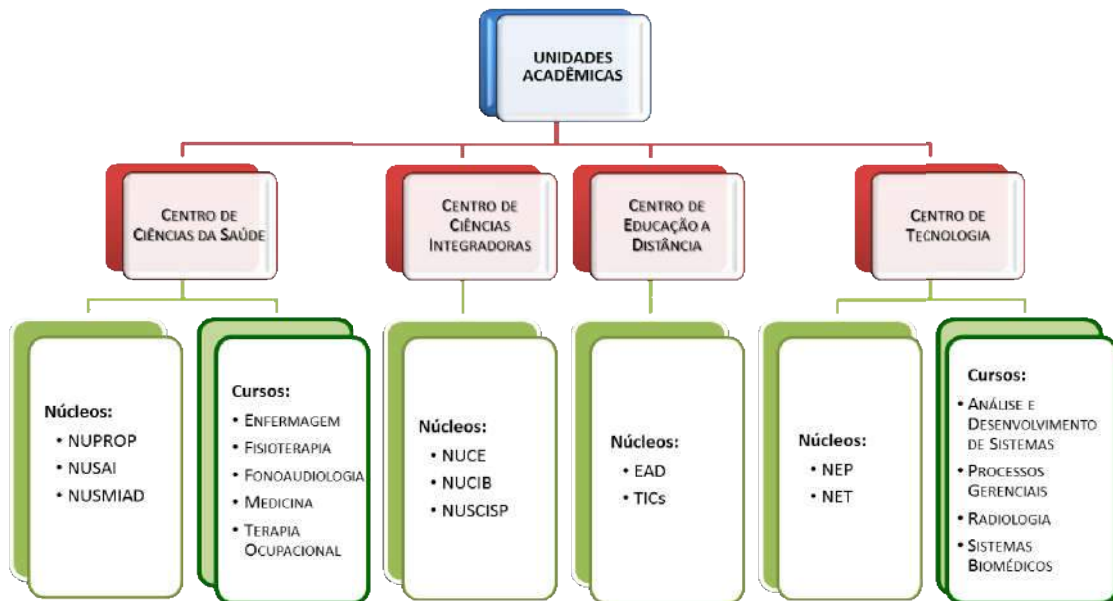 UNIDADES
ACADÊMICAS
CENTRO DE
CIÊNCIAS DA SAÚDE
CENTRO DE
CIÊNCIAS
INTEGRADORAS
CENTRO DE
EDUCAÇÃO A
DISTÂNCIA
CENTRO DE
TECNOLOGIA
Núcleos:
• NUPROP
• NUSAI
• NUSMIAD
Cursos:
• ENFERMAGEM
• FISIOTERAPIA
• FONOAUDIOLOGIA
• MEDICINA
• TERAPIA
OCUPACIONAL
Núcleos:
• NUCE
• NUCIB
• NUSCISP
Núcleos:
• EAD
• TICs
Núcleos:
• NEP
• NET
Cursos:
• ANÁLISE E
DESENVOLVIMENTO
DE SISTEMAS
• PROCESSOS
GERENCIAIS
• RADIOLOGIA
• SISTEMAS
BIOMÉDICOS